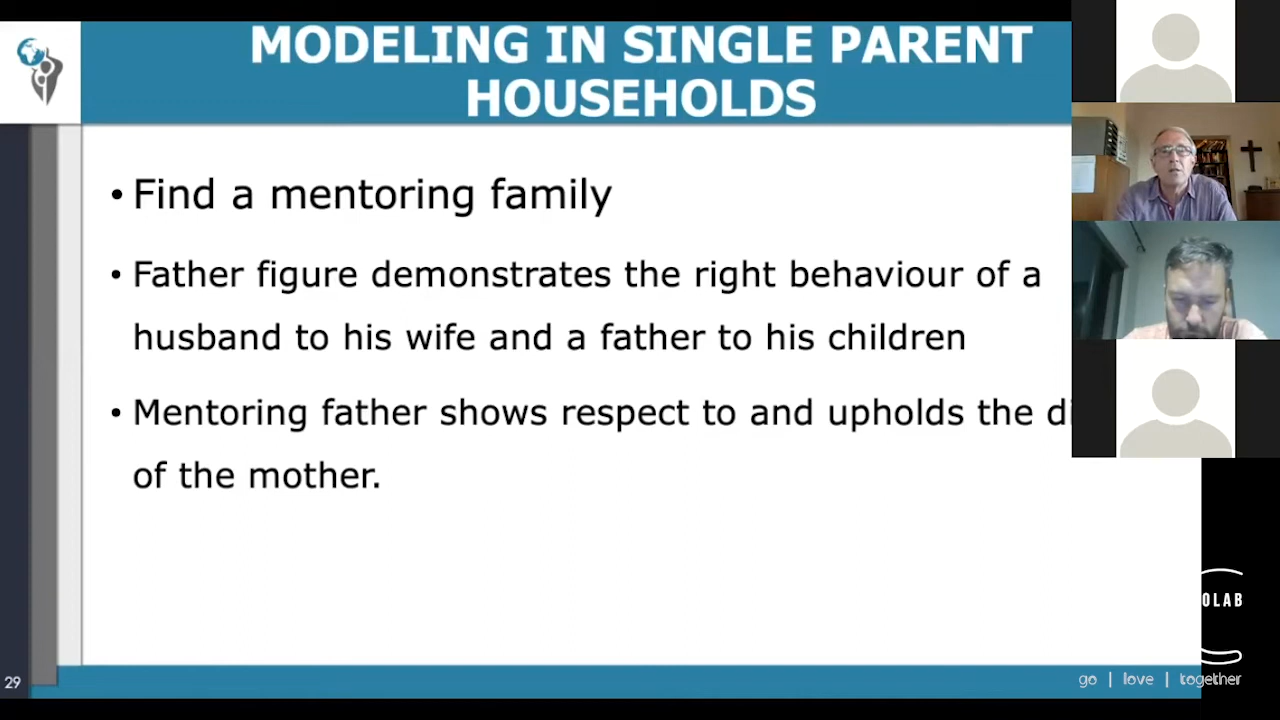 MODELING IN SINGLE PARENT
HOUSEHOLDS
• Find a mentoring family
• Father figure demonstrates the right behaviour of a
husband to his wife and a father to his children
• Mentoring father shows respect to and upholds the
of the mother.
29
OLAB
go | love | together